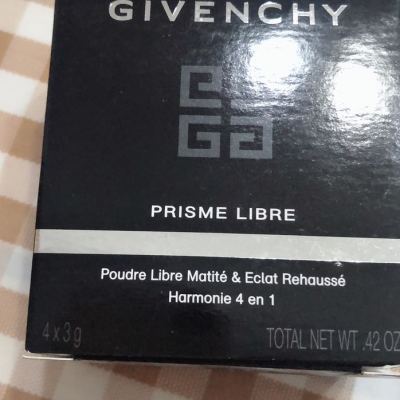 GIVENCHY
PRISME LIBRE
Poudre Libre Matité & Eclat Rehaussé
Harmonie 4 en 1
4 x 3 g
TOTAL NET WT .42 OZ